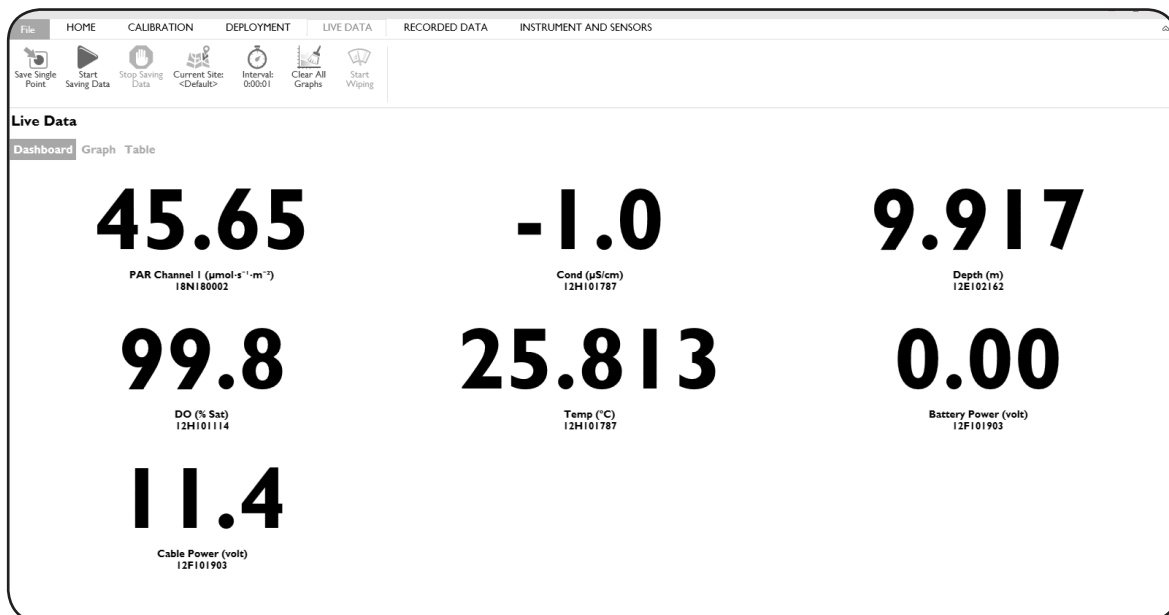 File HOME CALIBRATION DEPLOYMENT LIVE DATA RECORDED DATA INSTRUMENT AND SENSORS
Save Single Point
Start Saving Data
Stop Saving Data
Current Site: <Default>
Interval: 0:00:01
Clear All Graphs
Start Wiping
Live Data
Dashboard Graph Table
45.65
PAR Channel 1 (µmol·s⁻¹·m⁻²)
18N180002
-1.0
Cond (µS/cm)
12H101787
9.917
Depth (m)
12E102162
99.8
DO (% Sat)
12H101114
25.813
Temp (°C)
12H101787
0.00
Battery Power (volt)
12F101903
11.4
Cable Power (volt)
12F101903